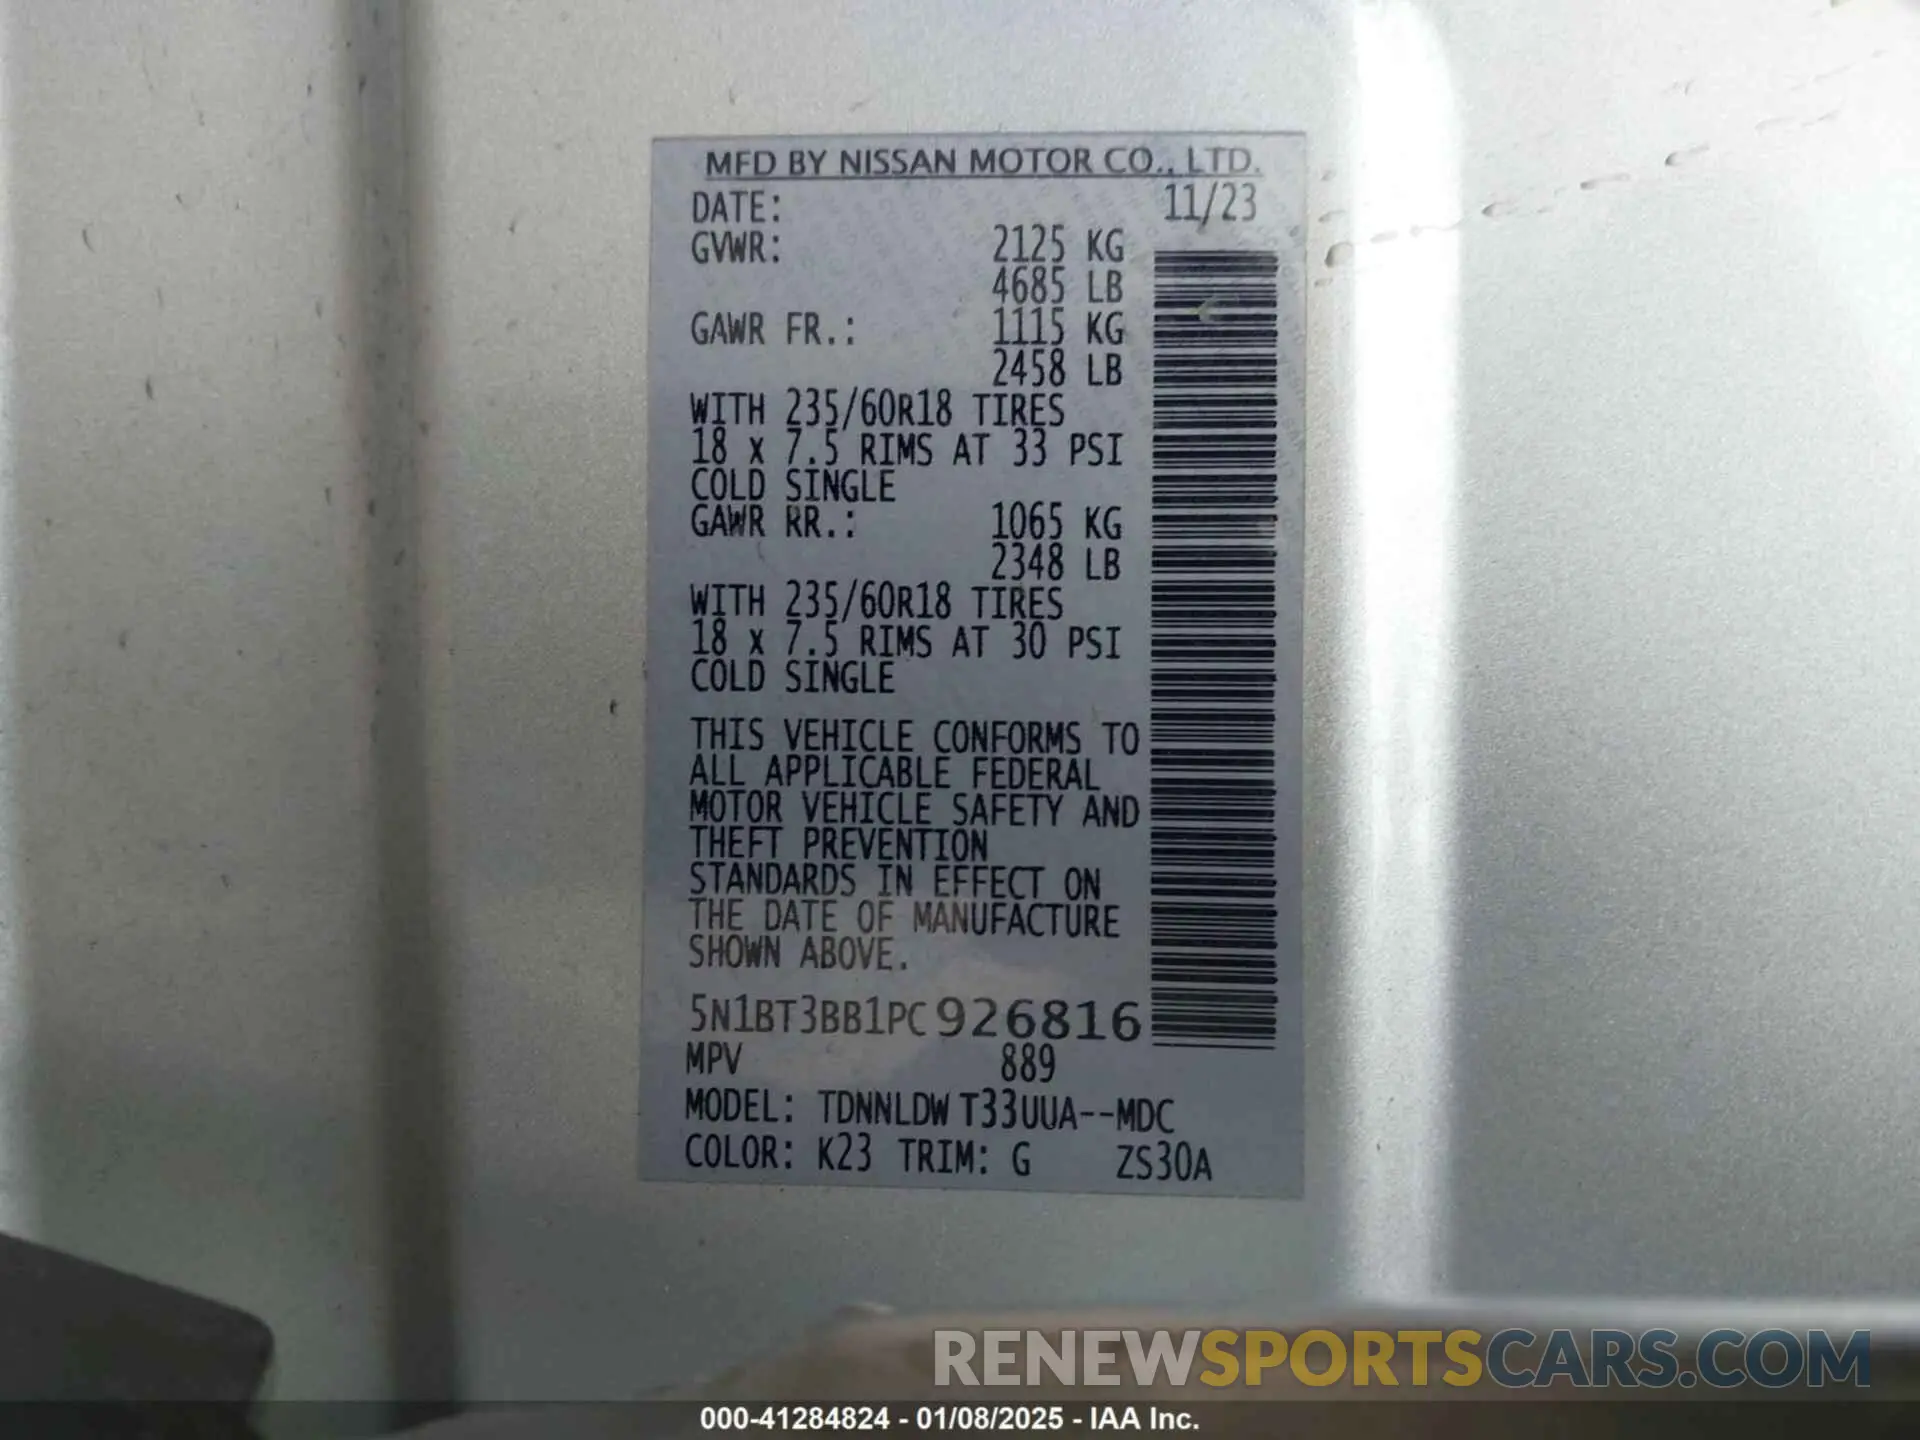 MFD BY NISSAN MOTOR CO., LTD.
DATE: 11/23
GVWR: 2125 KG
4685 LB
GAWR FR.: 1115 KG
2458 LB
WITH 235/60R18 TIRES
18 x 7.5 RIMS AT 33 PSI
COLD SINGLE
GAWR RR.: 1065 KG
2348 LB
WITH 235/60R18 TIRES
18 x 7.5 RIMS AT 30 PSI
COLD SINGLE
THIS VEHICLE CONFORMS TO
ALL APPLICABLE FEDERAL
MOTOR VEHICLE SAFETY AND
THEFT PREVENTION
STANDARDS IN EFFECT ON
THE DATE OF MANUFACTURE
SHOWN ABOVE.
5N1BT3BB1PC926816
MPV 889
MODEL: TDNNLDW T33UUA--MDC
COLOR: K23 TRIM: G ZS30A
RENEWSPORTSCARS.COM
000-41284824 - 01/08/2025 - IAA Inc.